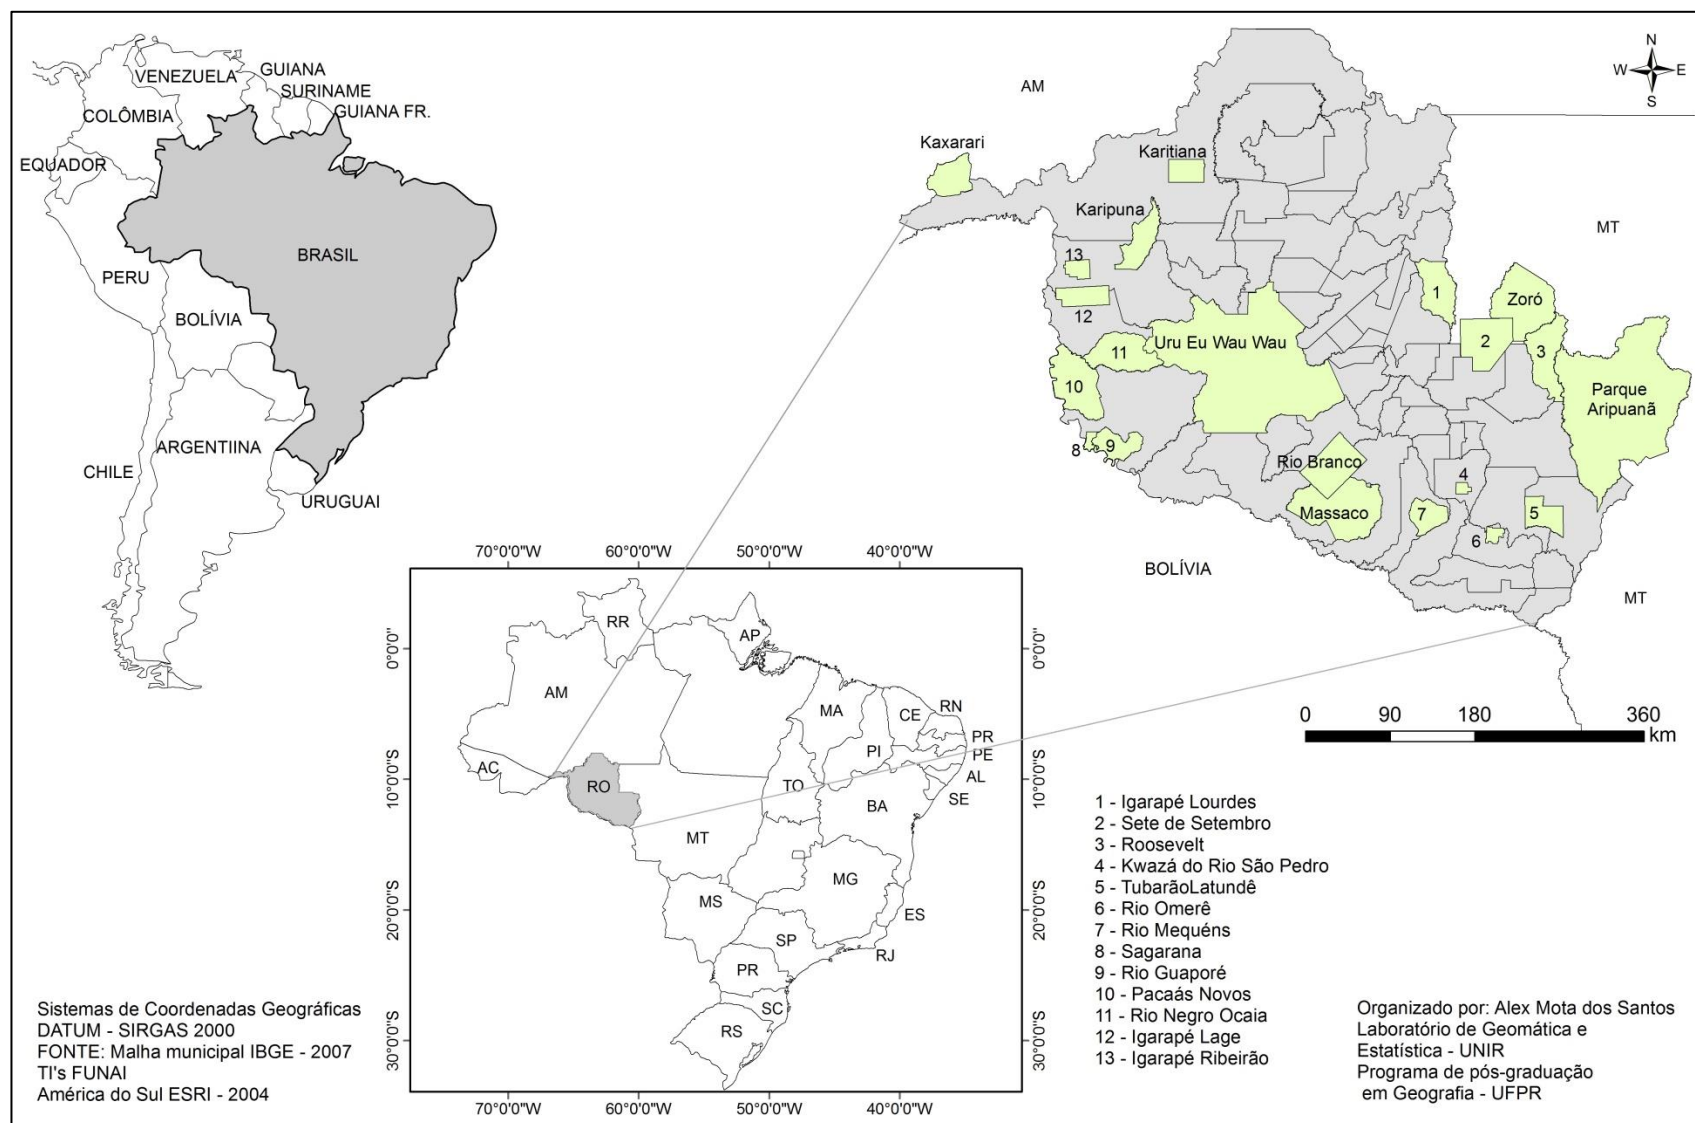 VENEZUELA
GUIANA
SURINAME
GUIANA FR.
COLÔMBIA
EQUADOR
PERU
BRASIL
BOLÍVIA
ARGENTIINA
CHILE
URUGUAI
N
W
E
S
AM
MT
Kaxarari
Karitiana
Karipuna
13
12
11
10
Uru Eu Wau Wau
1
Zoró
2
3
Parque
Aripuanã
8
9
Rio Branco
4
Massaco
7
5
6
BOLÍVIA
MT
0 90 180 360
km
70°0'0"W 60°0'0"W 50°0'0"W 40°0'0"W
0°0'0"
10°0'0"S
20°0'0"S
30°0'0"S
RR
AP
AM
MA
CE
RN
PR
PI
PE
AC
RO
TO
AL
BA
SE
MT
MG
MS
ES
SP
RJ
PR
SC
RS
0°0'0"
10°0'0"S
20°0'0"S
30°0'0"S
70°0'0"W 60°0'0"W 50°0'0"W 40°0'0"W
1 - Igarapé Lourdes
2 - Sete de Setembro
3 - Roosevelt
4 - Kwazá do Rio São Pedro
5 - TubarãoLatundê
6 - Rio Omerê
7 - Rio Mequéns
8 - Sagarana
9 - Rio Guaporé
10 - Pacaás Novos
11 - Rio Negro Ocaia
12 - Igarapé Lage
13 - Igarapé Ribeirão
Sistemas de Coordenadas Geográficas
DATUM - SIRGAS 2000
FONTE: Malha municipal IBGE - 2007
TI's FUNAI
América do Sul ESRI - 2004
Organizado por: Alex Mota dos Santos
Laboratório de Geomática e
Estatística - UNIR
Programa de pós-graduação
em Geografia - UFPR